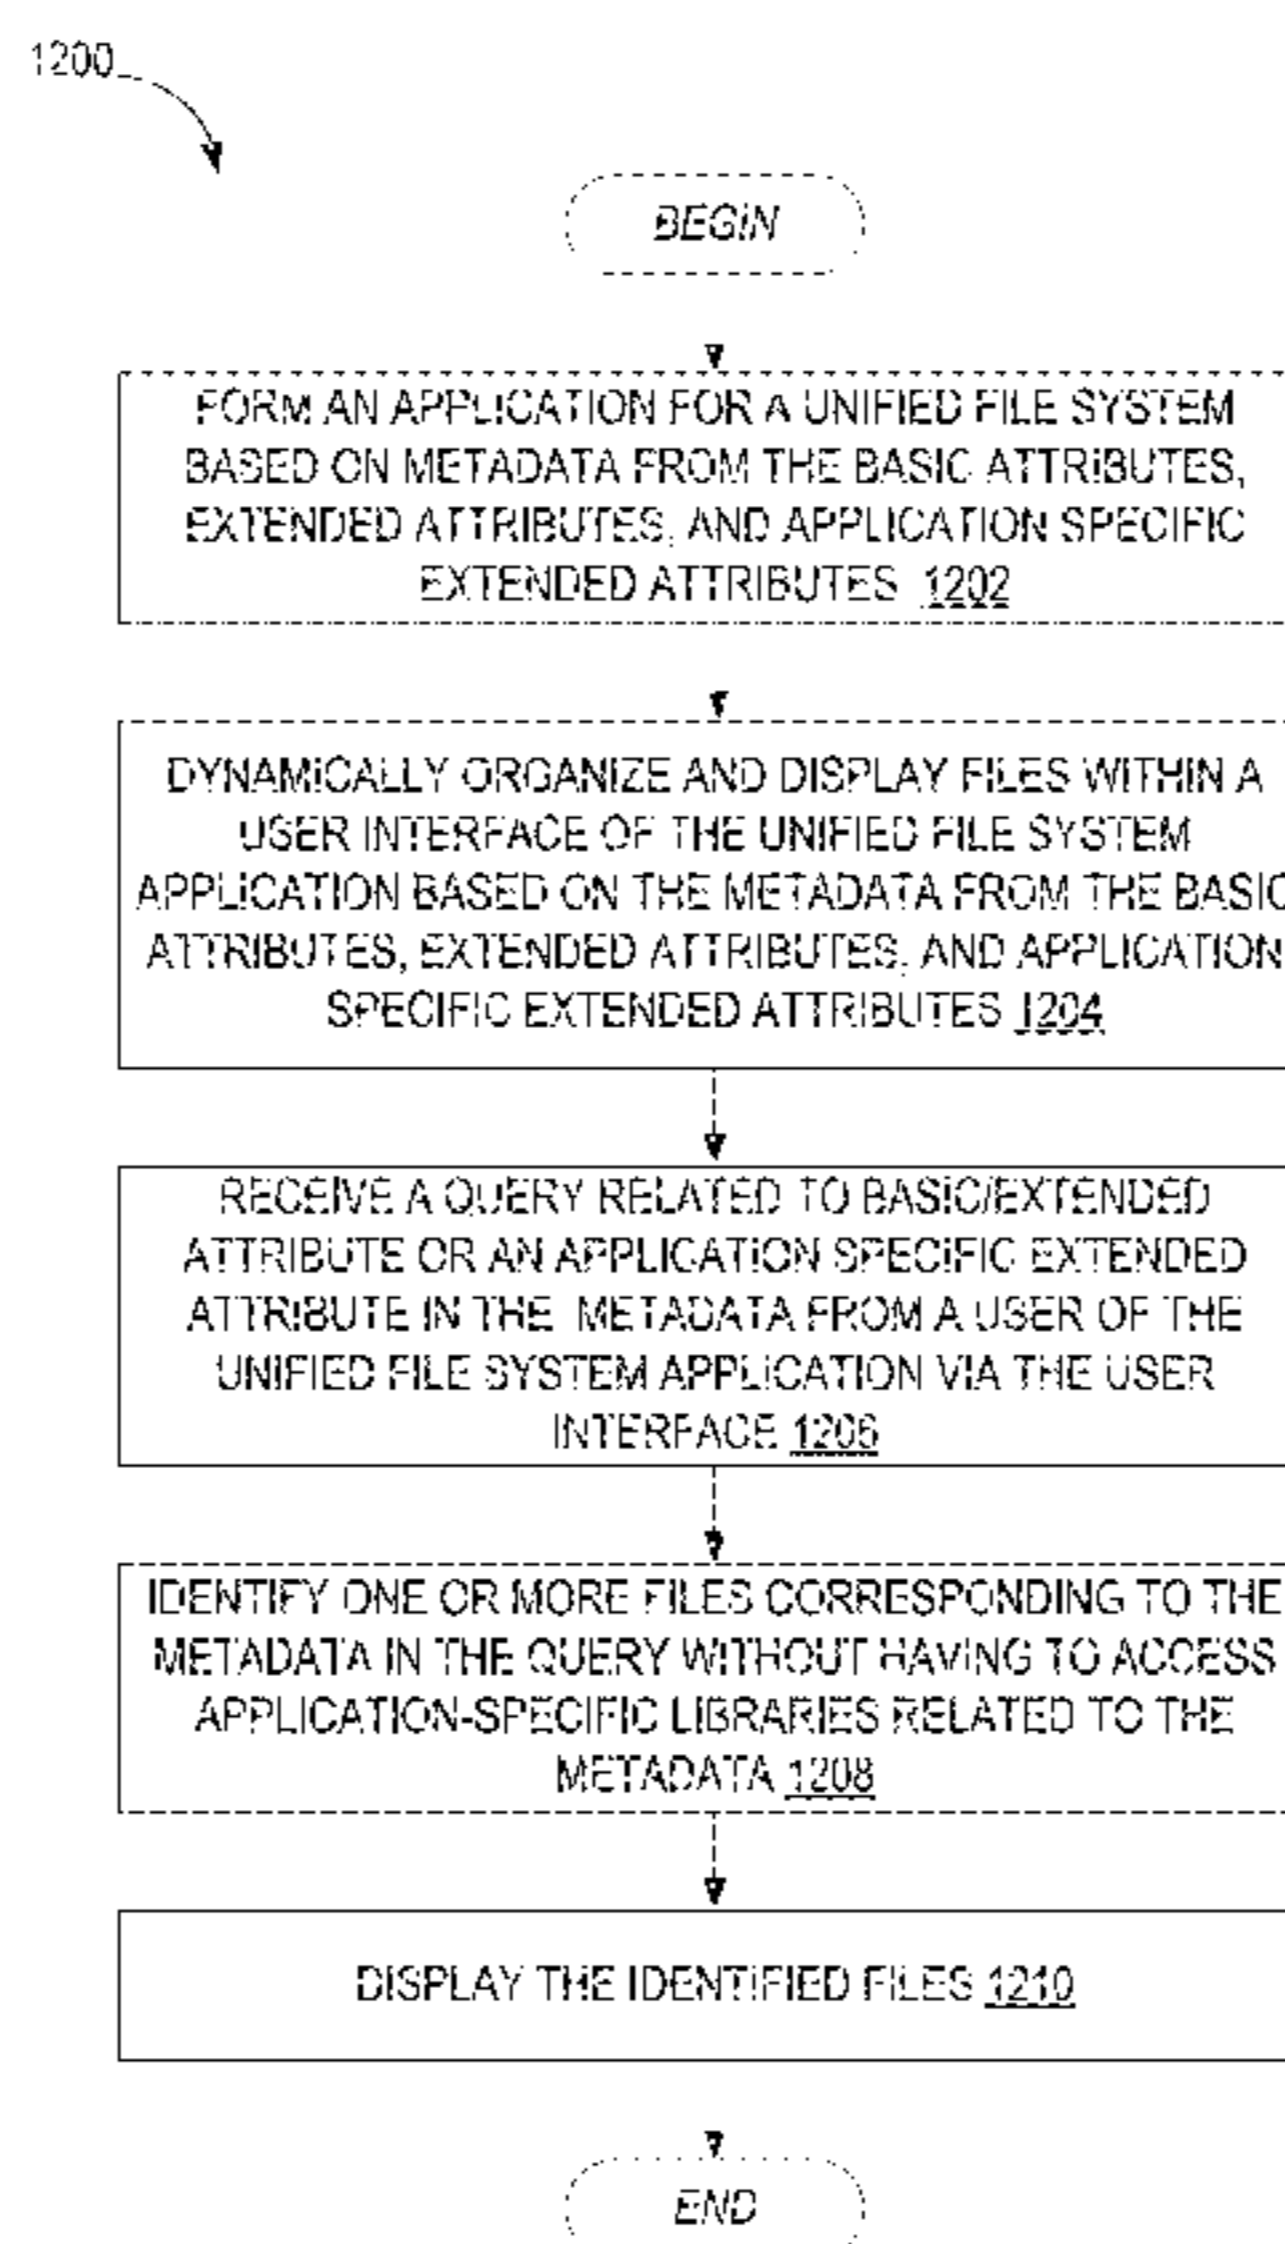 1200
BEGIN
FORM AN APPLICATION FOR A UNIFIED FILE SYSTEM
BASED ON METADATA FROM THE BASIC ATTRIBUTES,
EXTENDED ATTRIBUTES, AND APPLICATION SPECIFIC
EXTENDED ATTRIBUTES 1202
DYNAMICALLY ORGANIZE AND DISPLAY FILES WITHIN A
USER INTERFACE OF THE UNIFIED FILE SYSTEM
APPLICATION BASED ON THE METADATA FROM THE BASIC
ATTRIBUTES, EXTENDED ATTRIBUTES, AND APPLICATION
SPECIFIC EXTENDED ATTRIBUTES 1204
RECEIVE A QUERY RELATED TO BASIC/EXTENDED
ATTRIBUTE OR AN APPLICATION SPECIFIC EXTENDED
ATTRIBUTE IN THE METADATA FROM A USER OF THE
UNIFIED FILE SYSTEM APPLICATION VIA THE USER
INTERFACE 1206
IDENTIFY ONE OR MORE FILES CORRESPONDING TO THE
METADATA IN THE QUERY WITHOUT HAVING TO ACCESS
APPLICATION-SPECIFIC LIBRARIES RELATED TO THE
METADATA 1208
DISPLAY THE IDENTIFIED FILES 1210
END